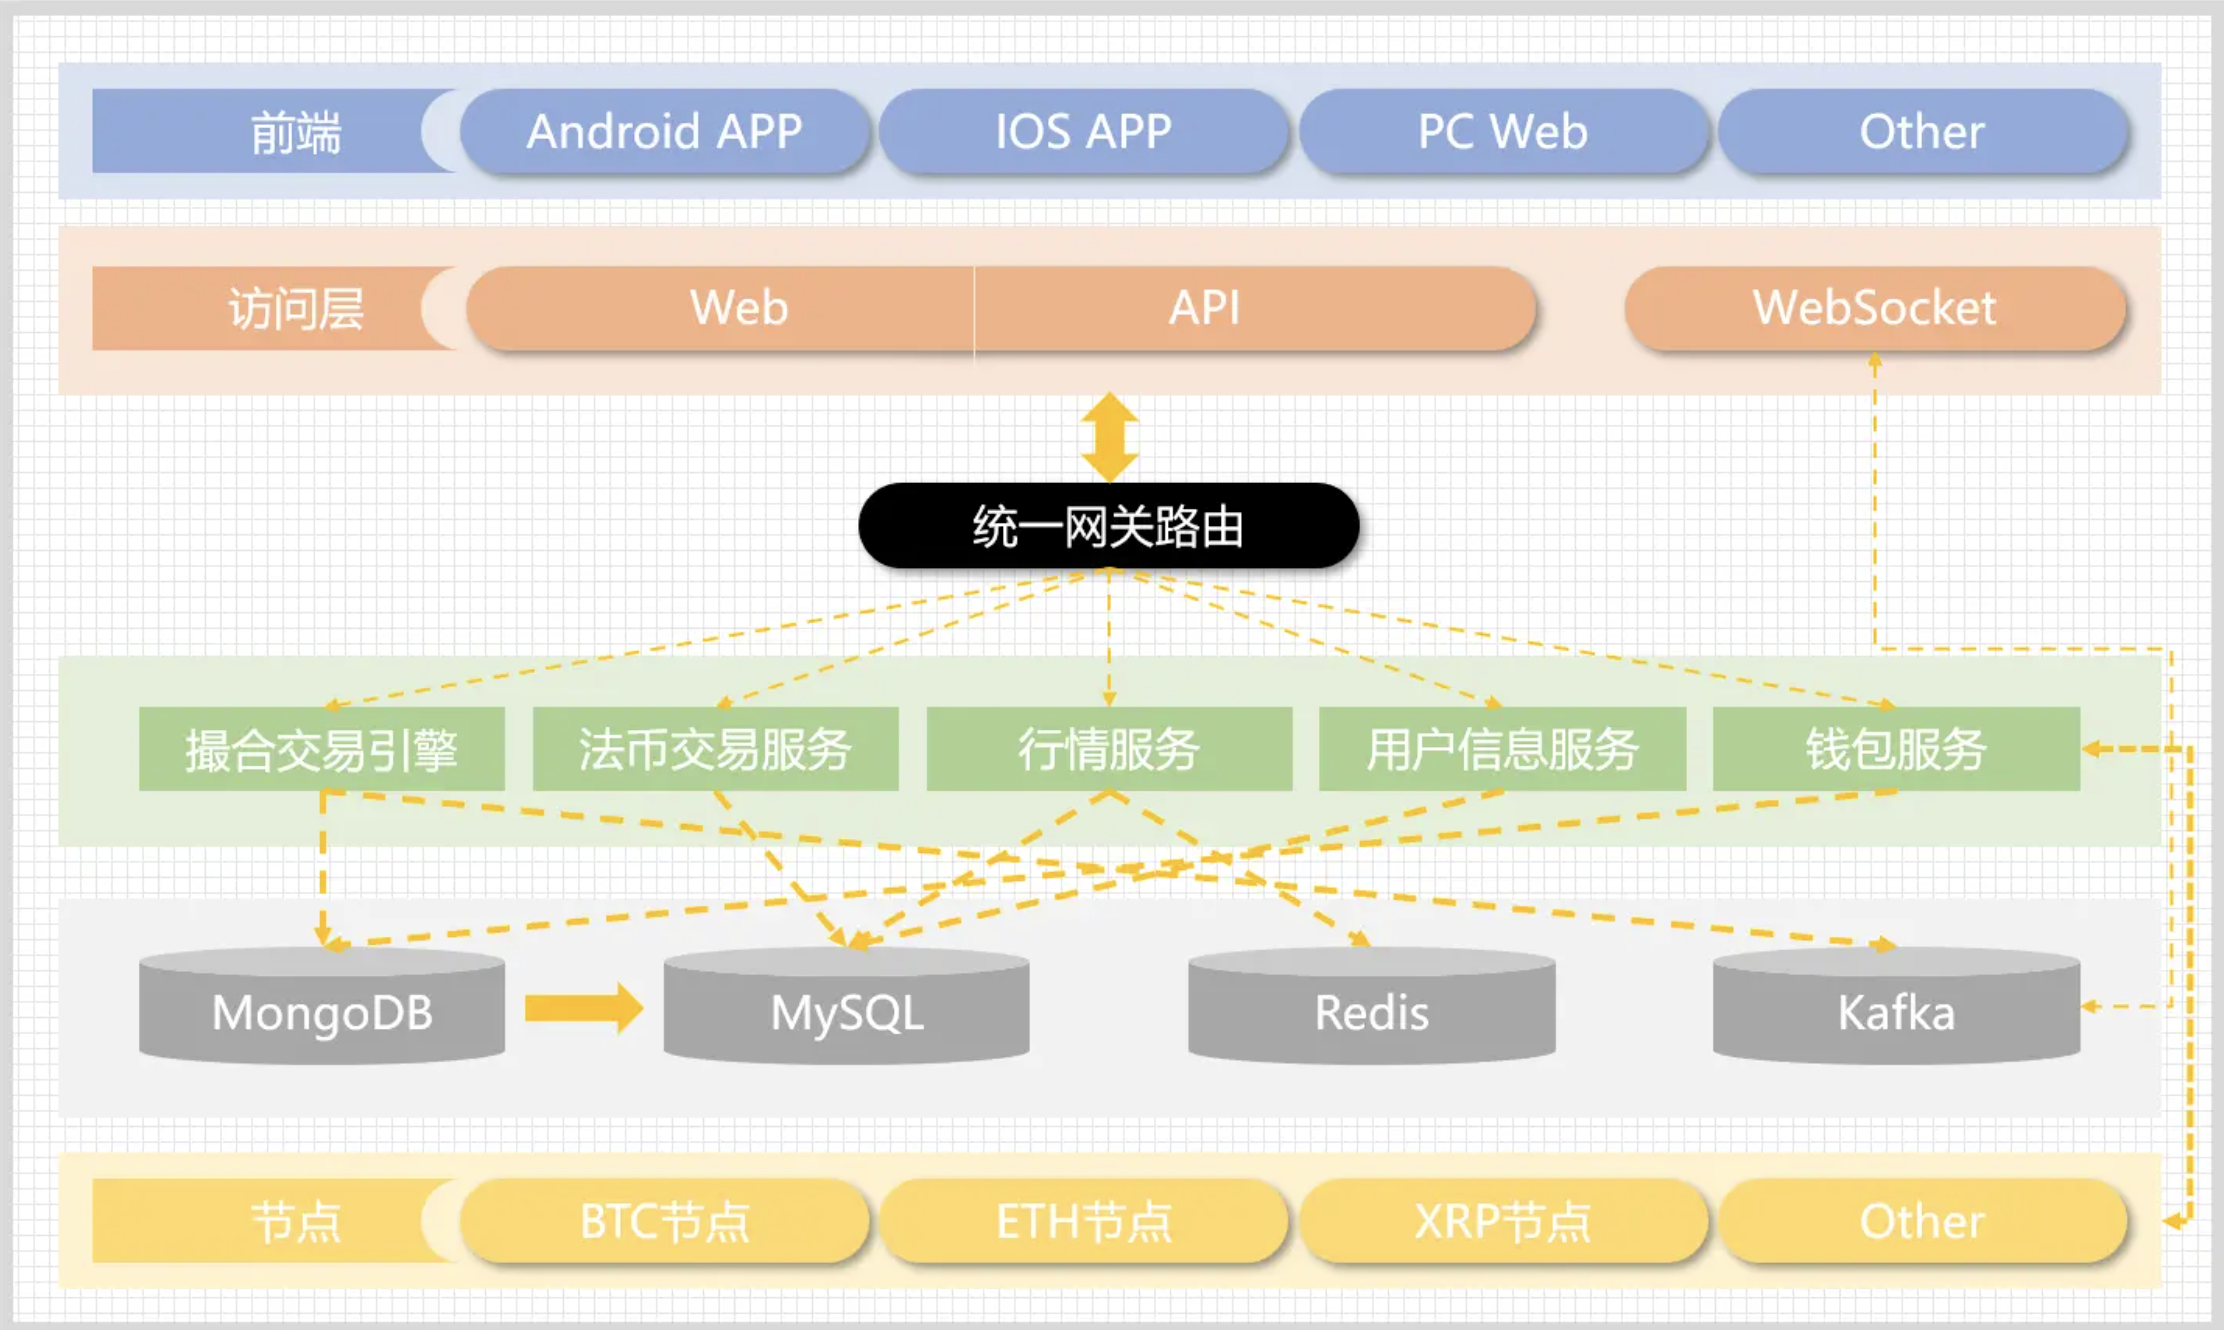 前端
Android APP
IOS APP
PC Web
Other
访问层
Web
API
WebSocket
统一网关路由
撮合交易引擎
法币交易服务
行情服务
用户信息服务
钱包服务
MongoDB
MySQL
Redis
Kafka
节点
BTC节点
ETH节点
XRP节点
Other